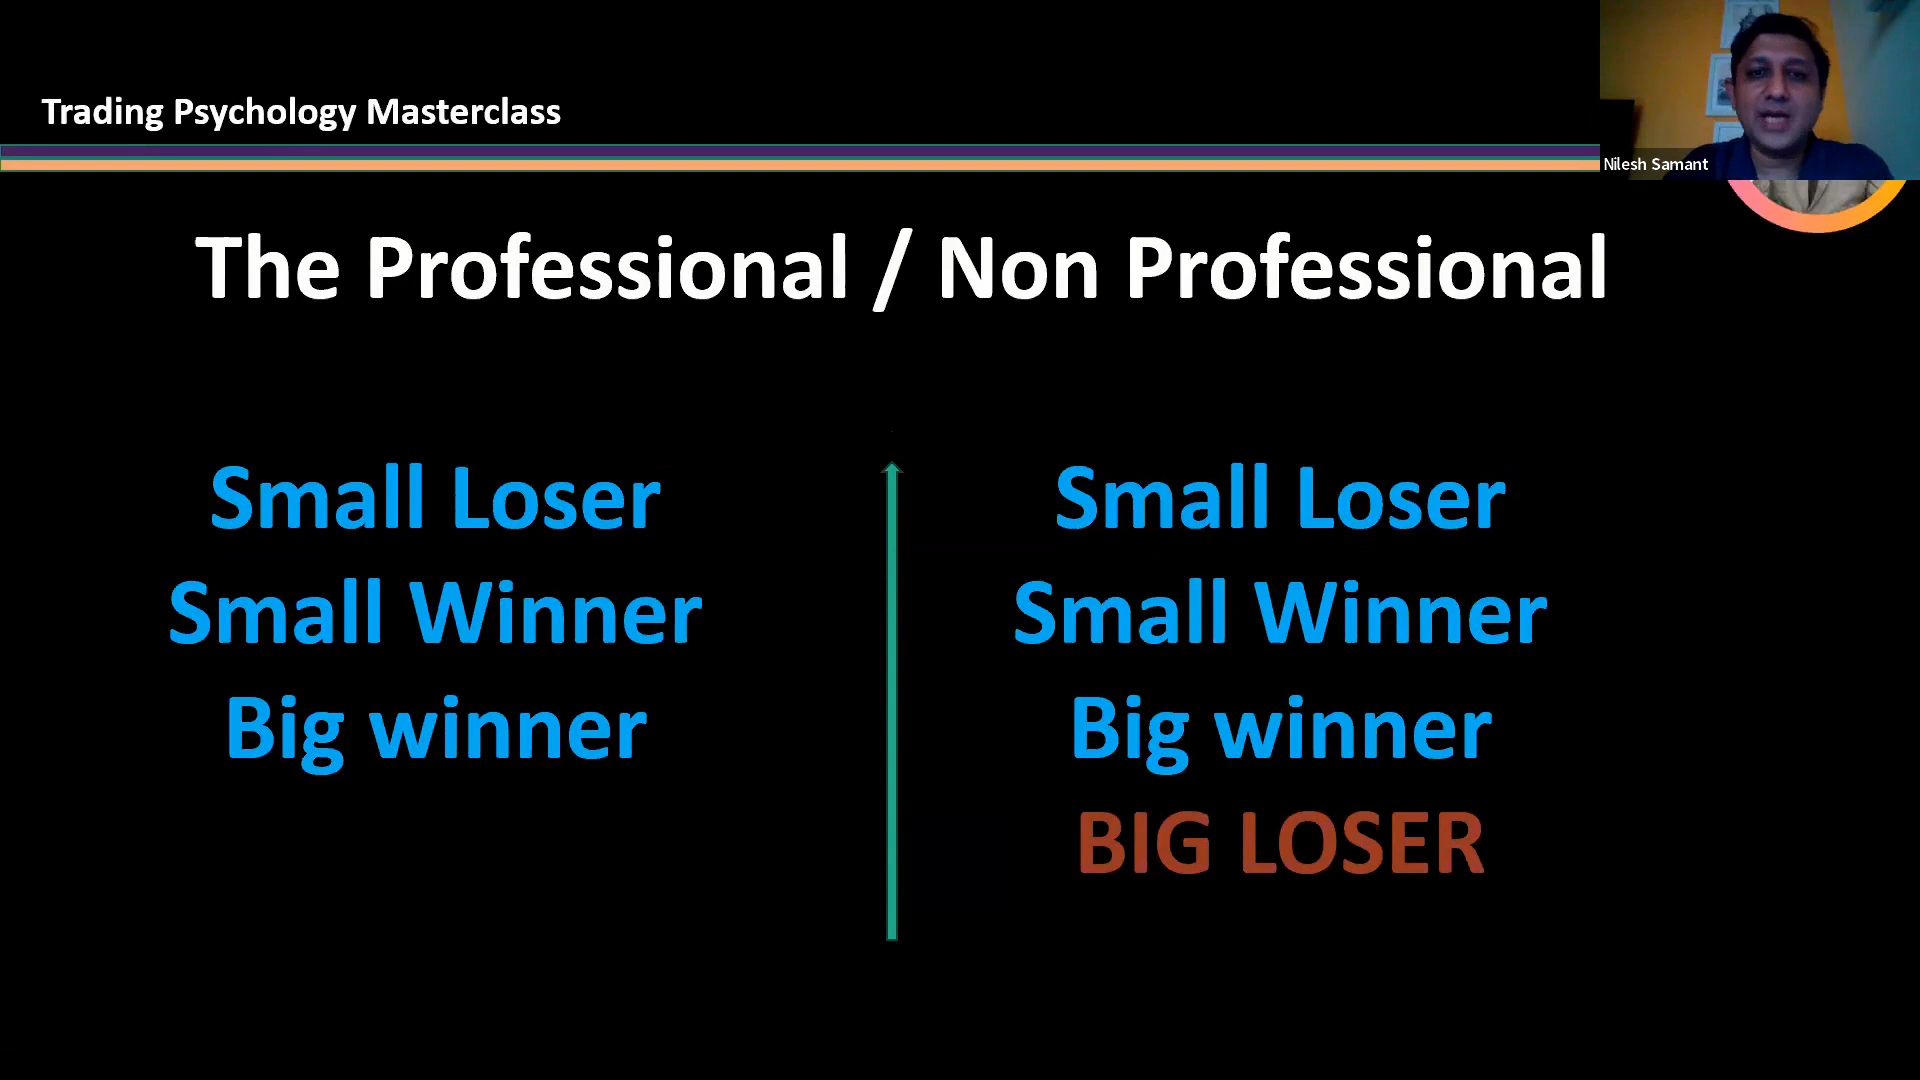 Trading Psychology Masterclass
Nilesh Samant
The Professional / Non Professional
Small Loser
Small Winner
Big winner
Small Loser
Small Winner
Big winner
BIG LOSER